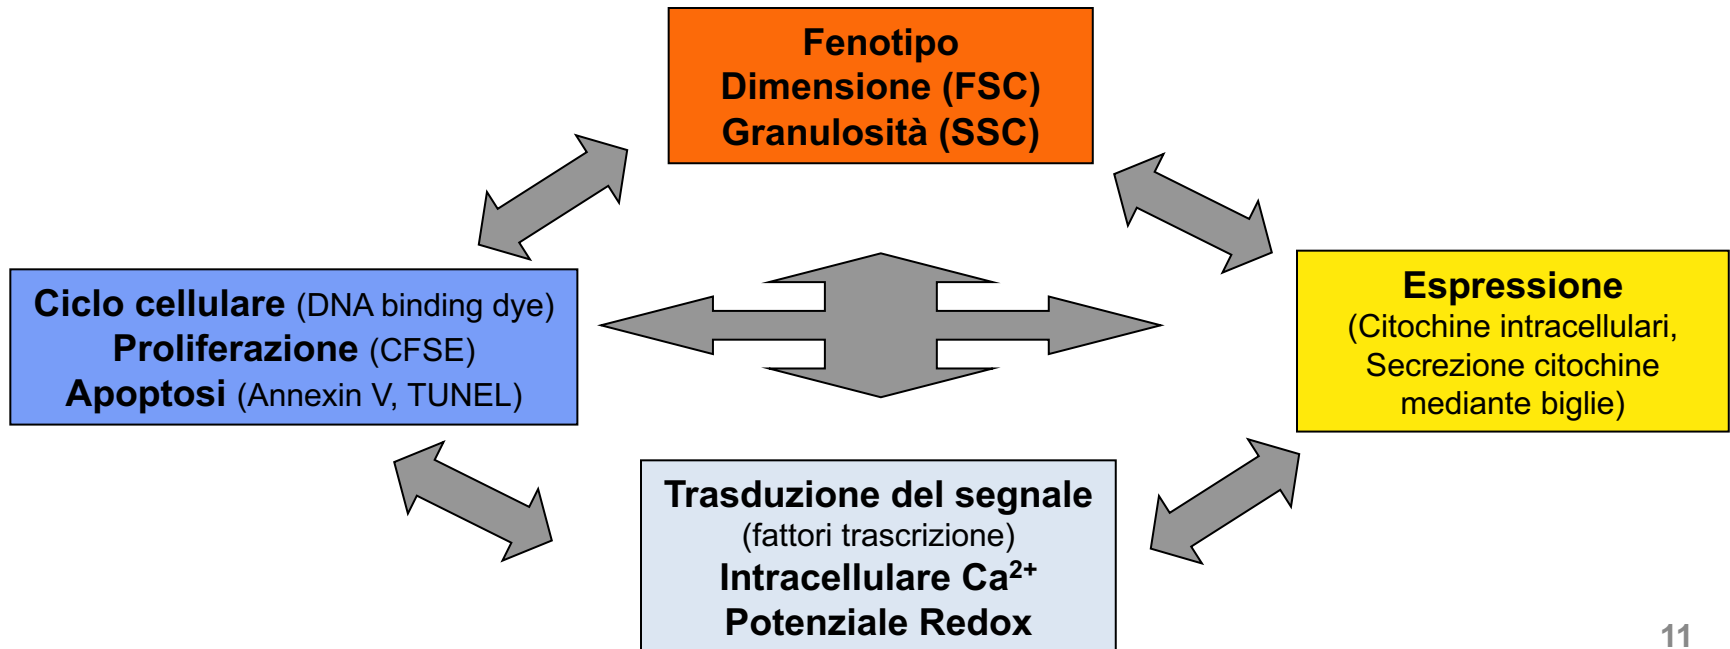 Fenotipo
Dimensione (FSC)
Granulosità (SSC)
Ciclo cellulare (DNA binding dye)
Proliferazione (CFSE)
Apoptosi (Annexin V, TUNEL)
Espressione
(Citochine intracellulari,
Secrezione citochine
mediante biglie)
Trasduzione del segnale
(fattori trascrizione)
Intracellulare Ca²⁺
Potenziale Redox
11